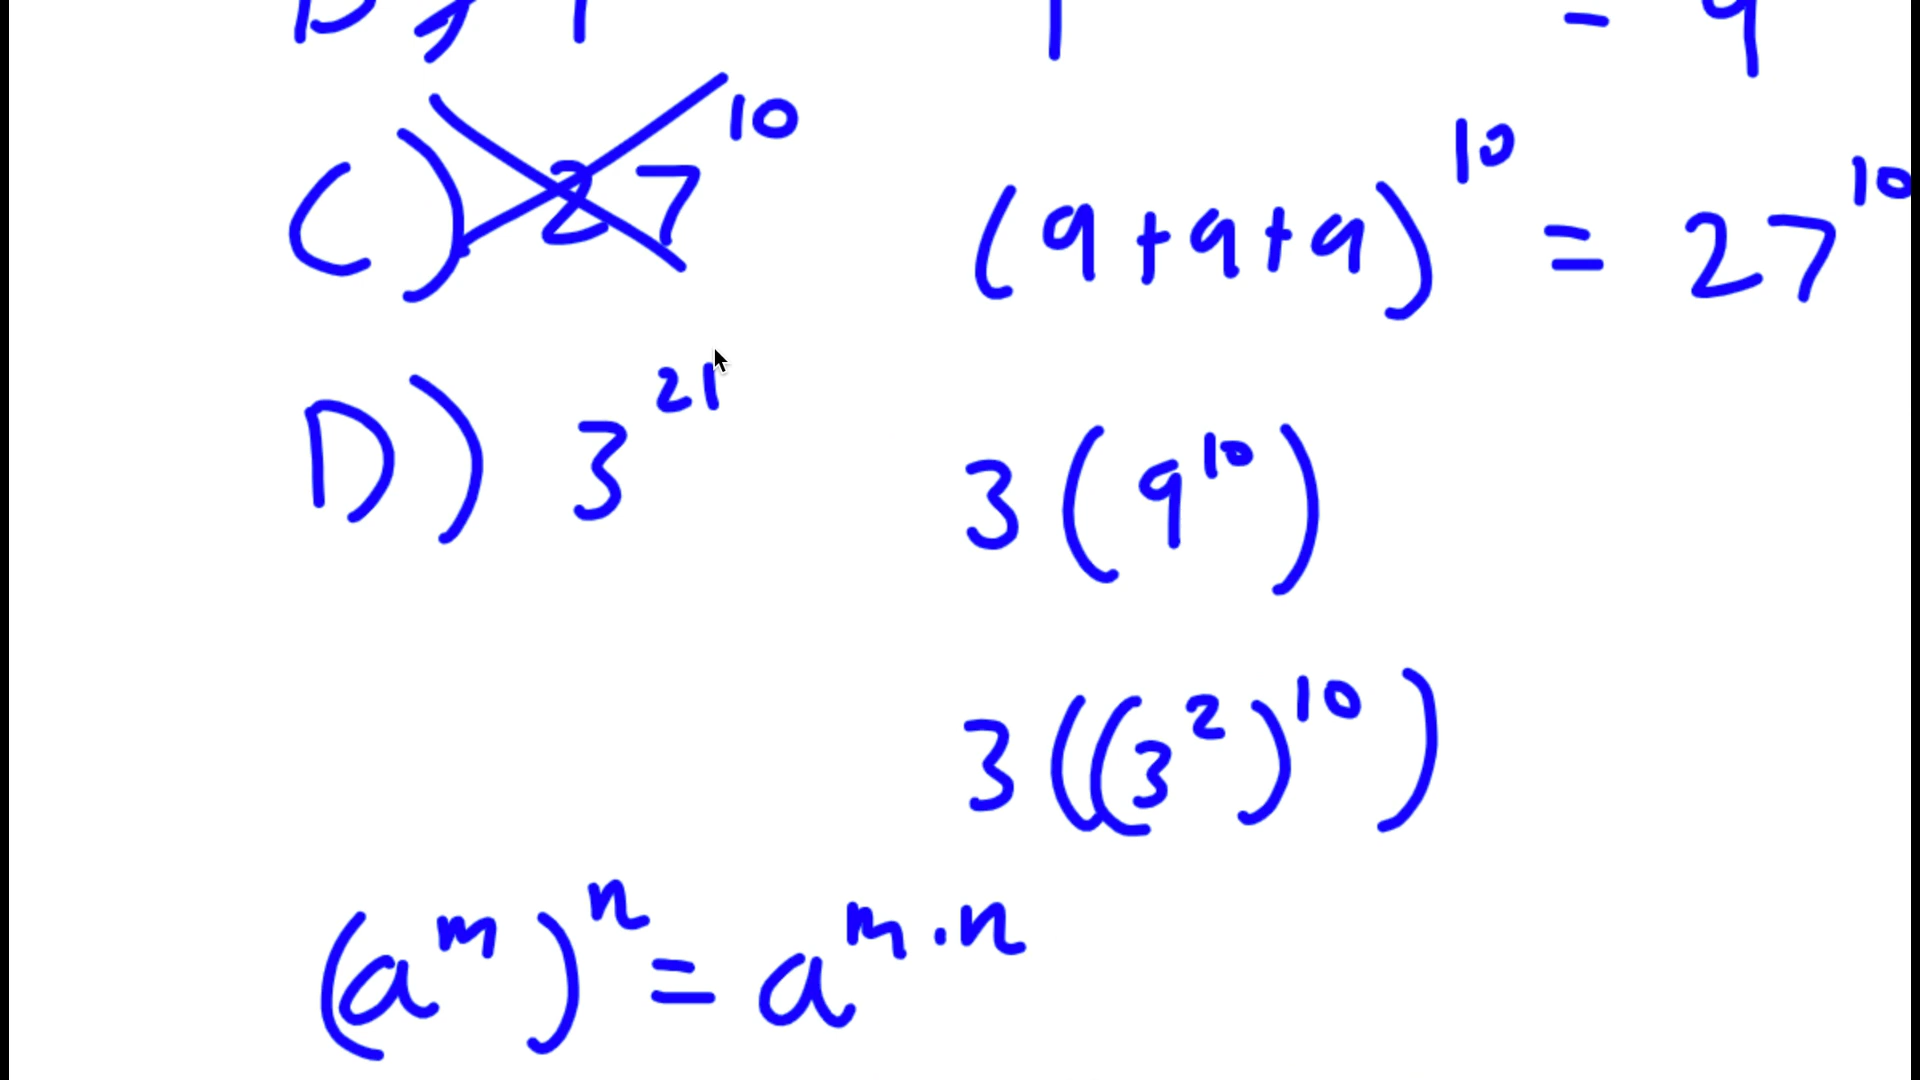 C) 27^10 (9+9+9)^10 = 27^10
D) 3^21 3(9^10)
3((3^2)^10)
(a^m)^n = a^m·n